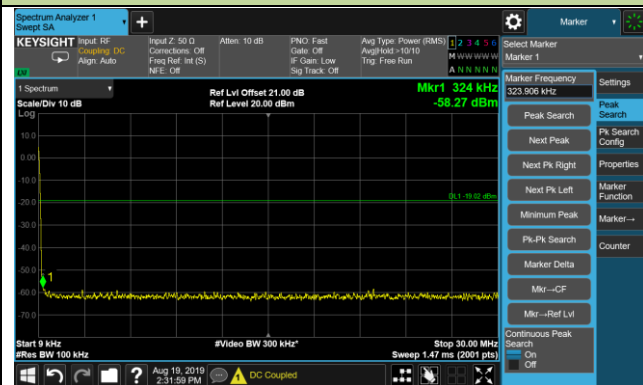 Spectrum Analyzer 1
Swept SA
+
Marker
KEYSIGHT
Input: RF
Coupling: DC
Align: Auto
Input Z: 50 Ω
Corrections: Off
Freq Ref: Int (S)
NFE: Off
Atten: 10 dB
PNO: Fast
Gate: Off
IF Gain: Low
Sig Track: Off
Avg Type: Power (RMS)
Avg|Hold:>10/10
Trig: Free Run
1 2 3 4 5 6
M W W W W W
A N N N N N
LXI
Select Marker
Marker 1
1 Spectrum
Scale/Div 10 dB
Log
Ref Lvl Offset 21.00 dB
Ref Level 20.00 dBm
Mkr1 324 kHz
-58.27 dBm
10.0
0.00
-10.0
-20.0
-30.0
-40.0
-50.0
-60.0
-70.0
DL1 -19.02 dBm
1
Start 9 kHz
#Res BW 100 kHz
#Video BW 300 kHz*
Stop 30.00 MHz
Sweep 1.47 ms (2001 pts)
Marker Frequency
323.906 kHz
Peak Search
Next Peak
Next Pk Right
Next Pk Left
Minimum Peak
Pk-Pk Search
Marker Delta
Mkr→CF
Mkr→Ref Lvl
Continuous Peak
Search
On
Off
Settings
Peak
Search
Pk Search
Config
Properties
Marker
Function
Marker→
Counter
?
Aug 19, 2019
2:31:59 PM
DC Coupled